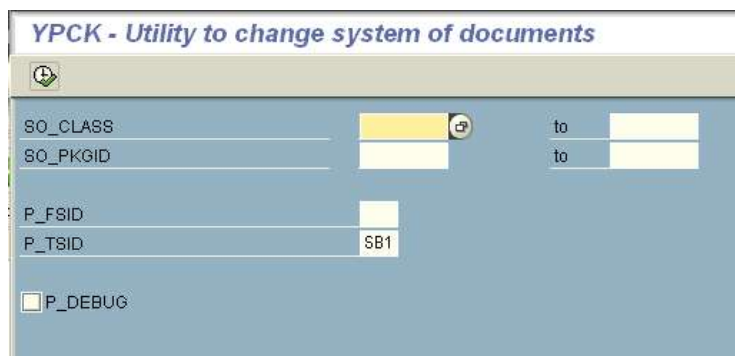 YPCK - Utility to change system of documents
SO_CLASS to
SO_PKGID to
P_FSID
P_TSID SB1
P_DEBUG